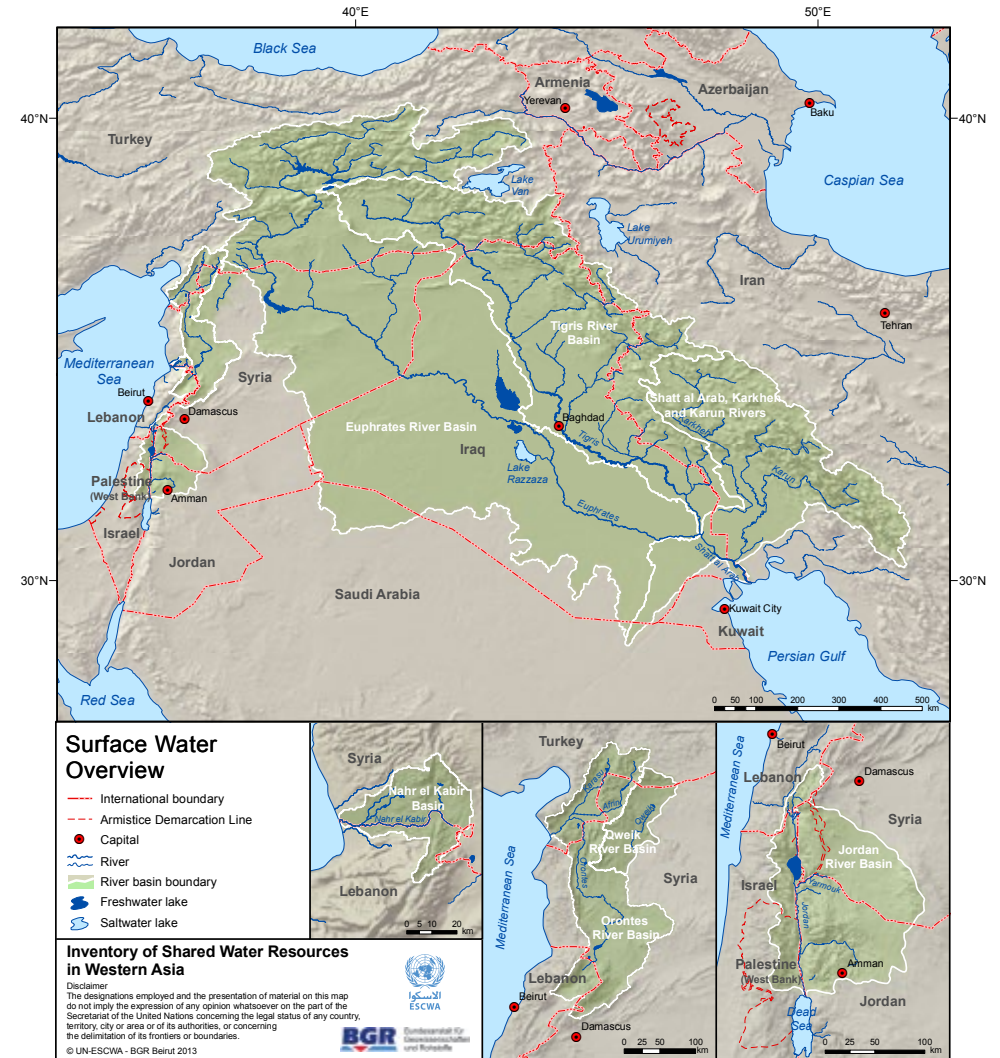 40°E
50°E
Black Sea
Armenia
Yerevan
Azerbaijan
Baku
40°N
40°N
Turkey
Caspian Sea
Lake
Van
Lake
Urumiyeh
Iran
Tehran
Tigris River
Basin
Mediterranean
Sea
Syria
Beirut
Damascus
Lebanon
Shatt al Arab, Karkheh
and Karun Rivers
Karkheh
Euphrates River Basin
Baghdad
Tigris
Iraq
Lake
Razzaza
Karun
Palestine
(West Bank)
Amman
Euphrates
Israel
Jordan
Shatt al Arab
30°N
30°N
Saudi Arabia
Kuwait City
Kuwait
Persian Gulf
Red Sea
0 50 100 200 300 400 500
km
Surface Water
Overview
International boundary
Armistice Demarcation Line
Capital
River
River basin boundary
Freshwater lake
Saltwater lake
Inventory of Shared Water Resources
in Western Asia
Disclaimer
The designations employed and the presentation of material on this map
do not imply the expression of any opinion whatsoever on the part of the
Secretariat of the United Nations concerning the legal status of any country,
territory, city or area or of its authorities, or concerning
the delimitation of its frontiers or boundaries.
© UN-ESCWA - BGR Beirut 2013
الاسكوا
ESCWA
BGR
Bundesanstalt für
Geowissenschaften
und Rohstoffe
Syria
Nahr el Kabir
Basin
Nahr el Kabir
Lebanon
0 5 10 20
km
Turkey
Karasu
Afrin
Qweik
Qweik
River Basin
Mediterranean Sea
Orontes
Syria
Orontes
River Basin
Lebanon
Beirut
Damascus
0 25 50 100
km
Beirut
Mediterranean Sea
Lebanon
Damascus
Syria
Jordan
River Basin
Israel
Yarmouk
Jordan
Palestine
(West Bank)
Amman
Jordan
Dead
Sea
0 25 50 100
km